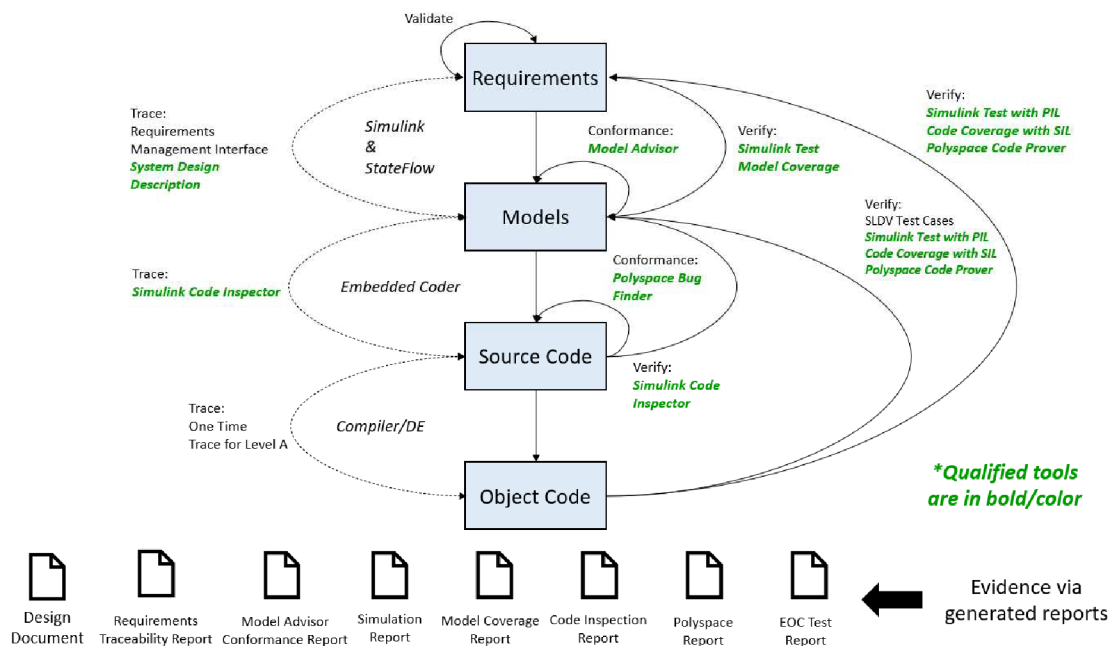 Validate
Requirements
Trace:
Requirements
Management Interface
System Design
Description
Simulink
&
StateFlow
Conformance:
Model Advisor
Verify:
Simulink Test
Model Coverage
Verify:
Simulink Test with PIL
Code Coverage with SIL
Polyspace Code Prover
Models
Verify:
SLDV Test Cases
Simulink Test with PIL
Code Coverage with SIL
Polyspace Code Prover
Trace:
Simulink Code Inspector
Embedded Coder
Conformance:
Polyspace Bug
Finder
Source Code
Verify:
Simulink Code
Inspector
Trace:
One Time
Trace for Level A
Compiler/DE
Object Code
*Qualified tools
are in bold/color
Design
Document
Requirements
Traceability Report
Model Advisor
Conformance Report
Simulation
Report
Model Coverage
Report
Code Inspection
Report
Polyspace
Report
EOC Test
Report
Evidence via
generated reports